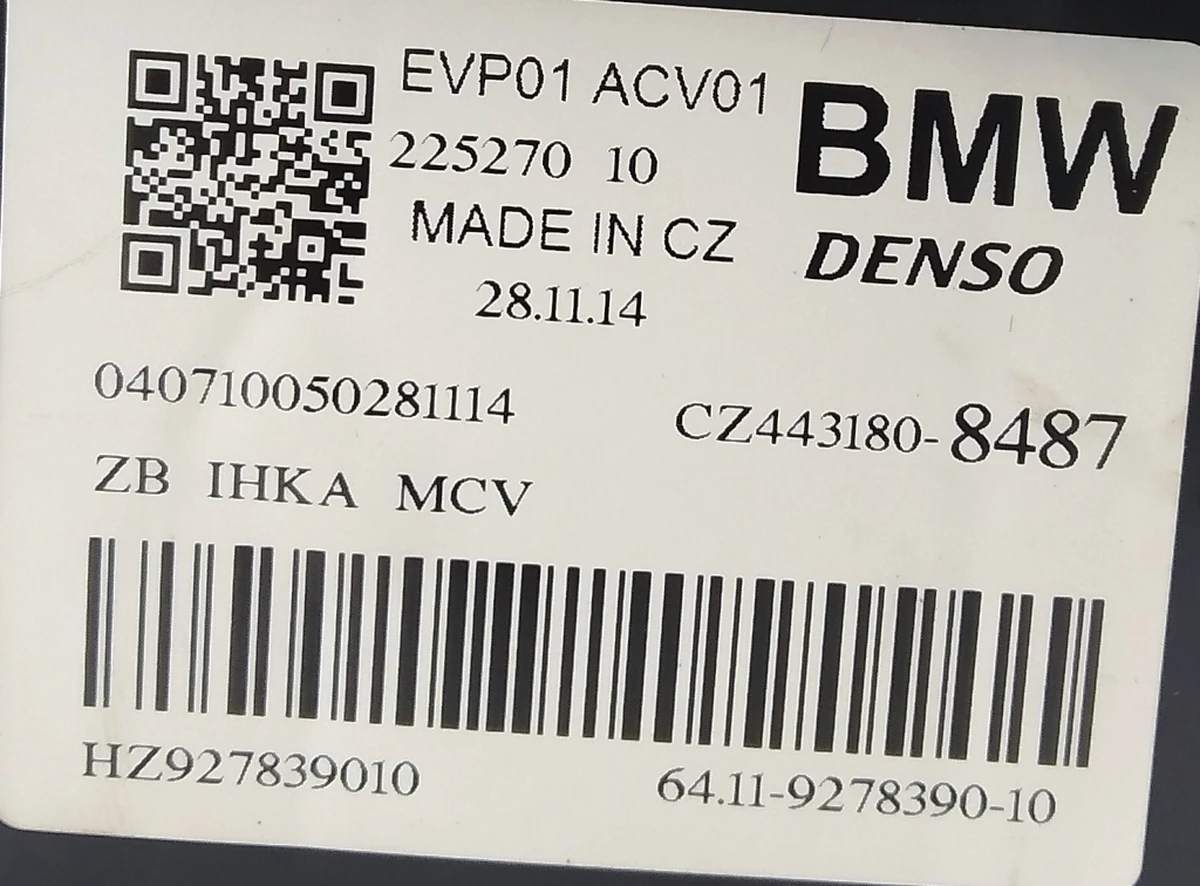 EVP01 ACV01
BMW
225270 10
MADE IN CZ
DENSO
28.11.14
040710050281114
CZ443180-8487
ZB IHKA MCV
HZ927839010
64.11-9278390-10